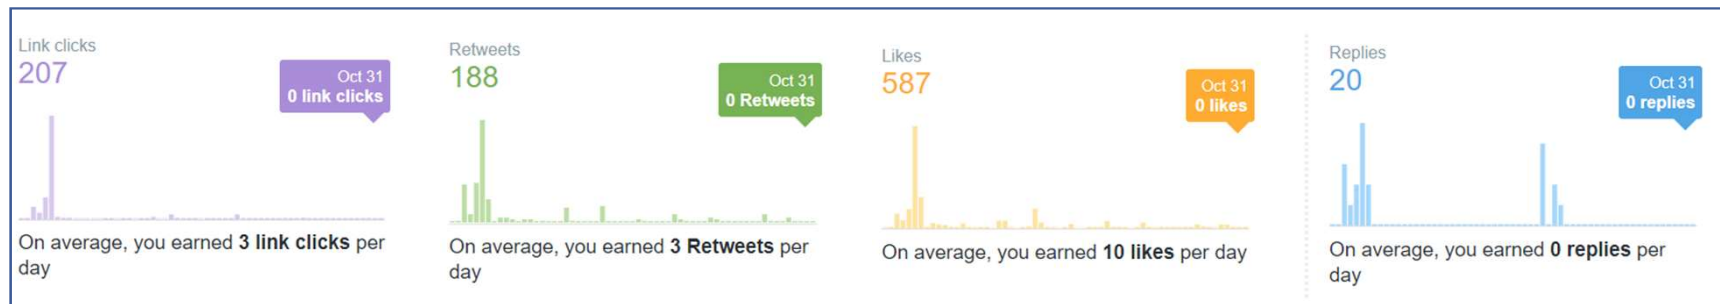 Link clicks
207
Oct 31
0 link clicks
On average, you earned 3 link clicks per
day
Retweets
188
Oct 31
0 Retweets
On average, you earned 3 Retweets per
day
Likes
587
Oct 31
0 likes
On average, you earned 10 likes per day
Replies
20
Oct 31
0 replies
On average, you earned 0 replies per
day